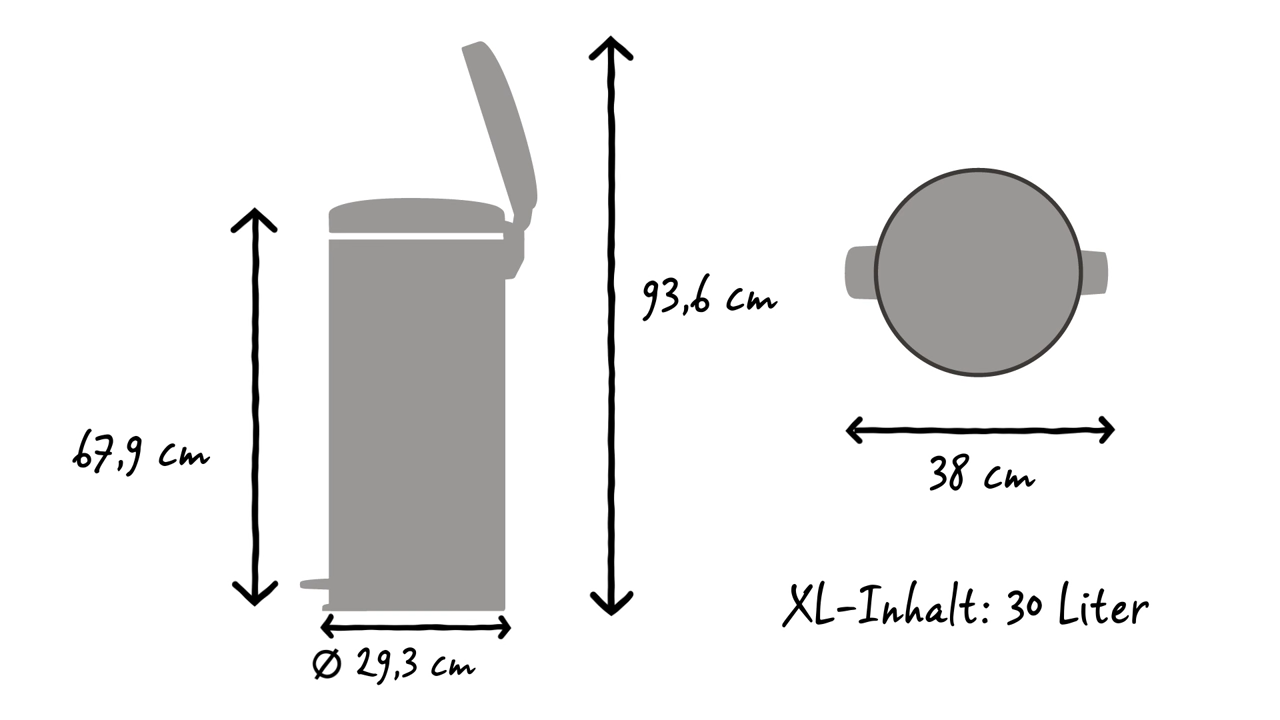 93,6 cm
67,9 cm
38 cm
XL-Inhalt: 30 Liter
Ø 29,3 cm